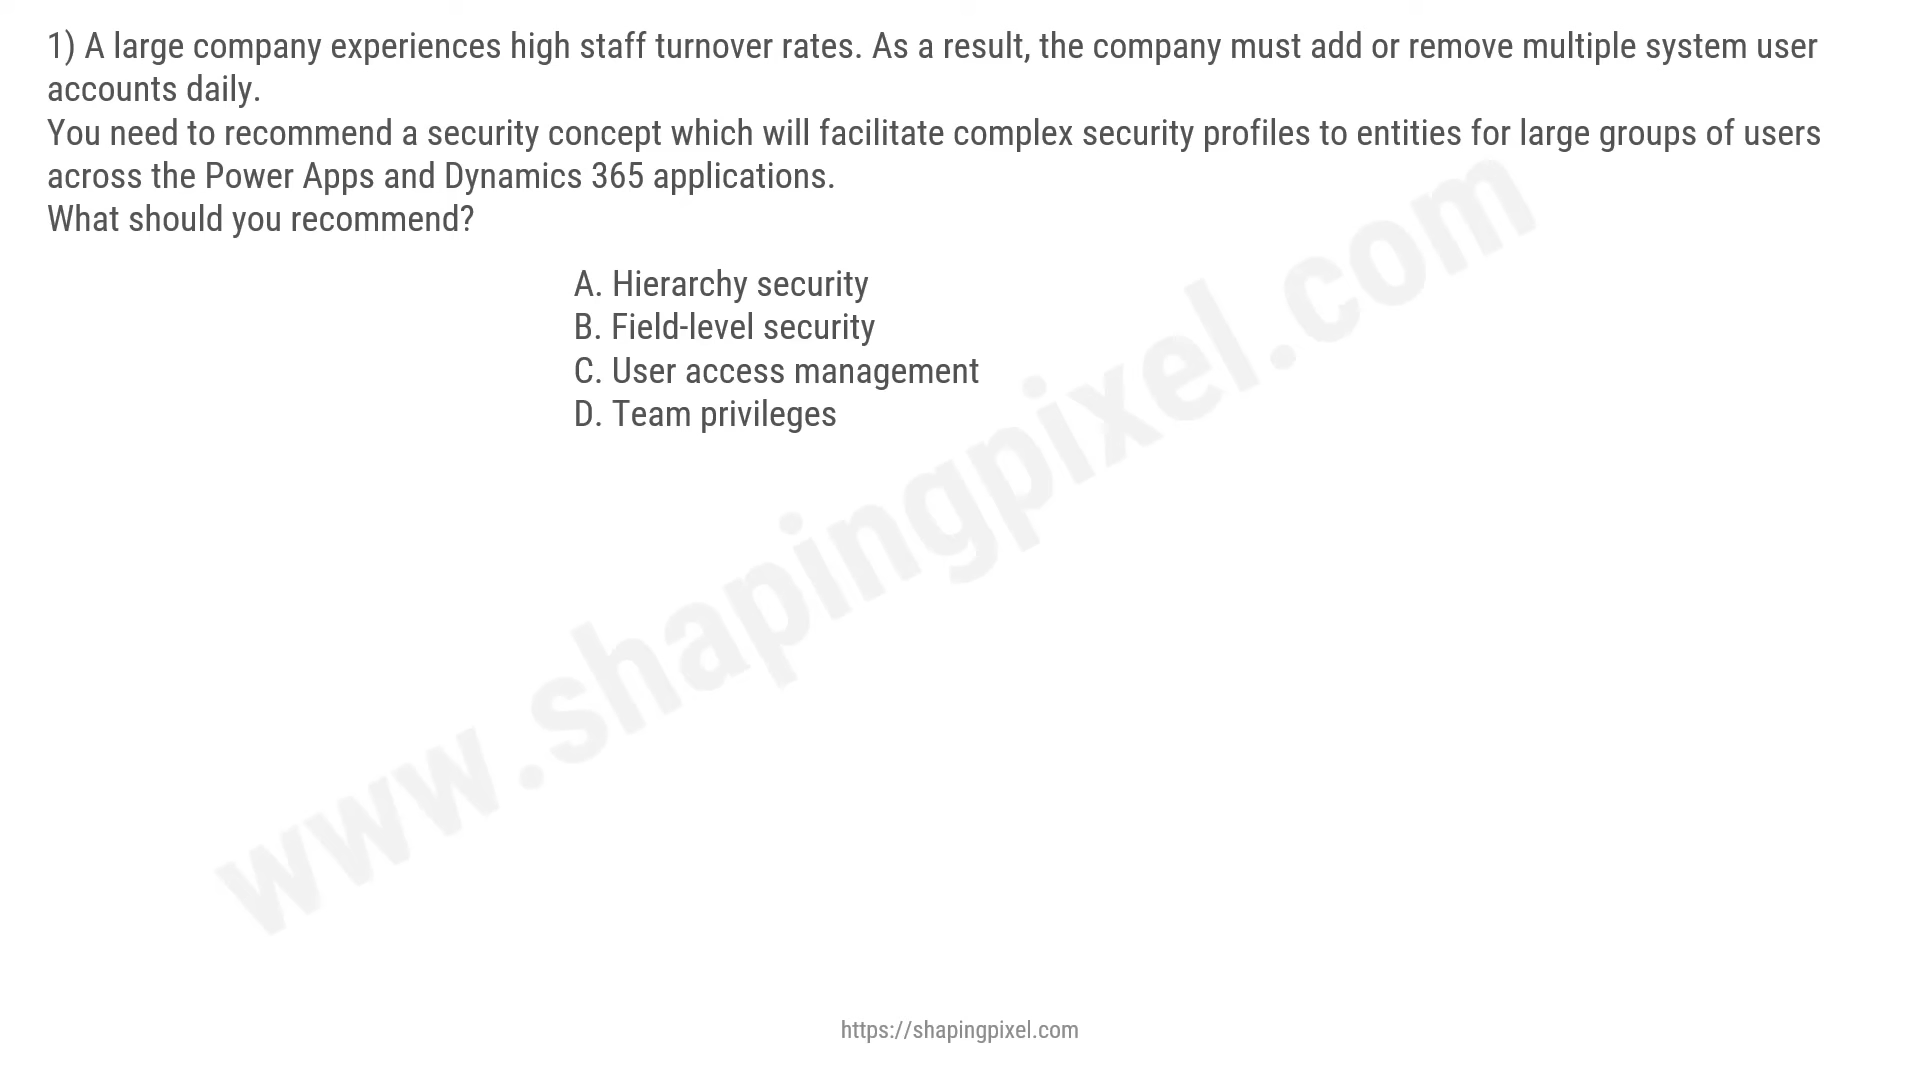 1) A large company experiences high staff turnover rates. As a result, the company must add or remove multiple system user
accounts daily.
You need to recommend a security concept which will facilitate complex security profiles to entities for large groups of users
across the Power Apps and Dynamics 365 applications.
What should you recommend?
A. Hierarchy security
B. Field-level security
C. User access management
D. Team privileges
www.shapingpixel.com
https://shapingpixel.com